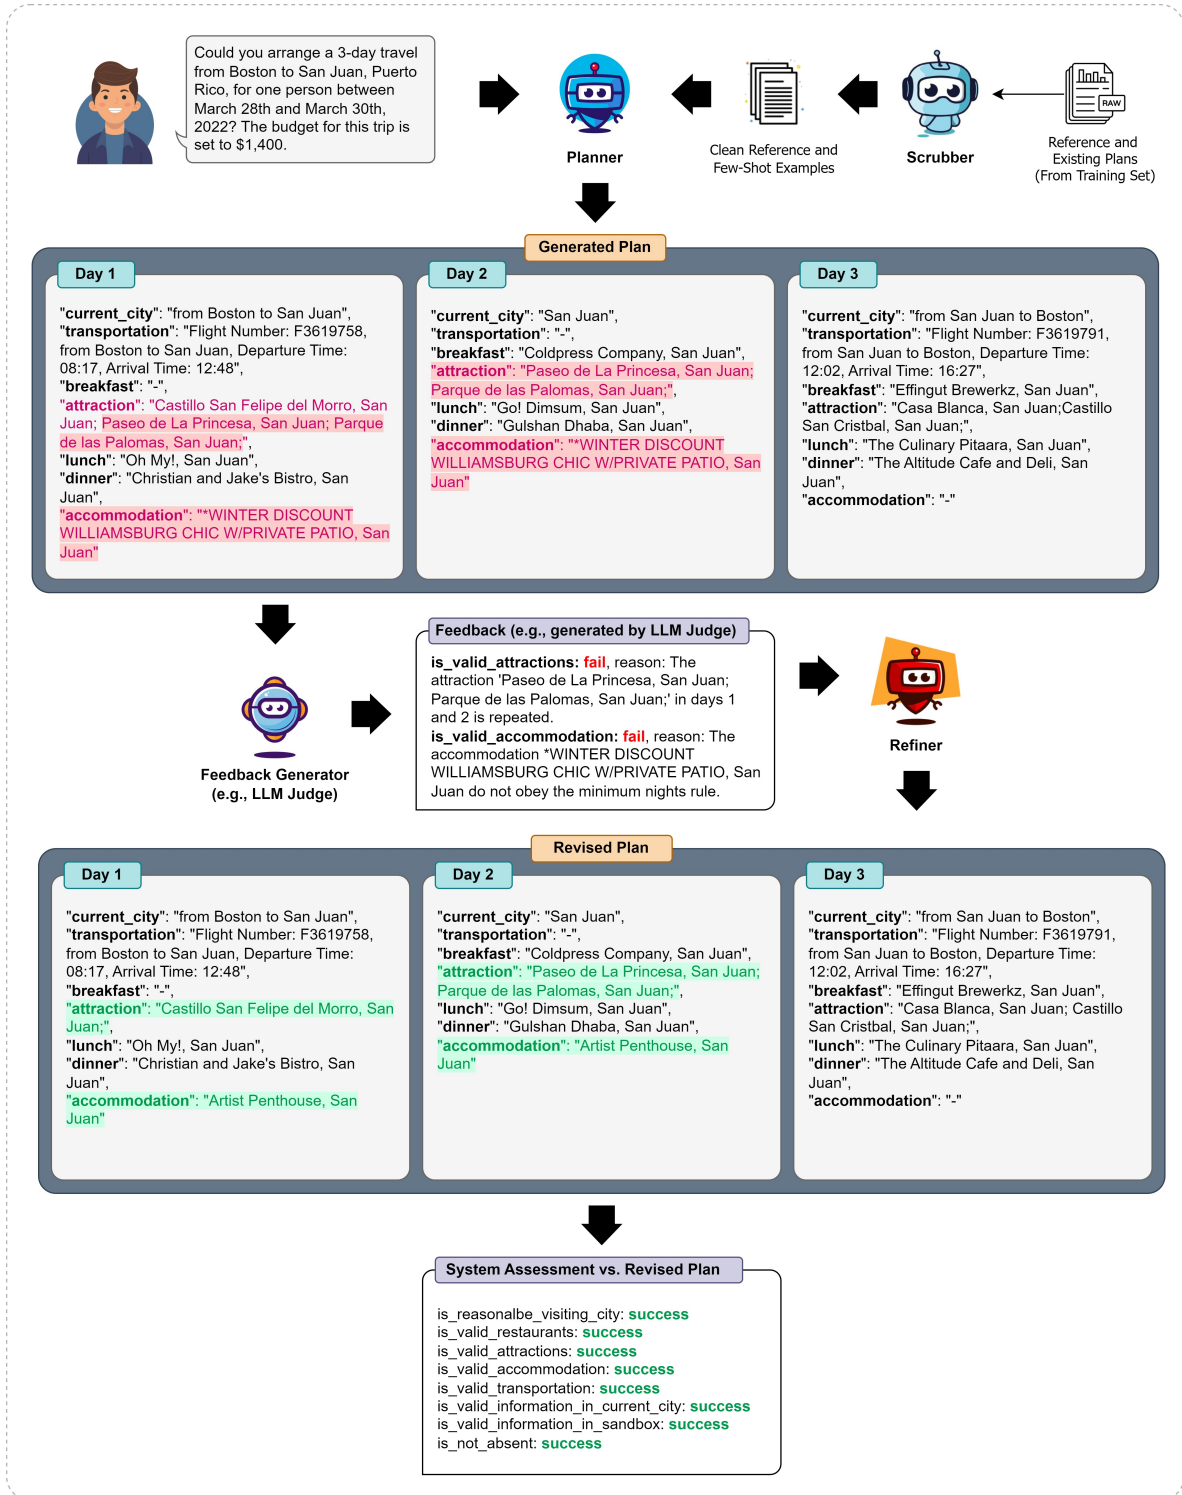 Could you arrange a 3-day travel
from Boston to San Juan, Puerto
Rico, for one person between
March 28th and March 30th,
2022? The budget for this trip is
set to $1,400.
Planner
Clean Reference and
Few-Shot Examples
Scrubber
RAW
Reference and
Existing Plans
(From Training Set)
Generated Plan
Day 1
"current_city": "from Boston to San Juan",
"transportation": "Flight Number: F3619758,
from Boston to San Juan, Departure Time:
08:17, Arrival Time: 12:48",
"breakfast": "-",
"attraction": "Castillo San Felipe del Morro, San
Juan; Paseo de La Princesa, San Juan; Parque
de las Palomas, San Juan;",
"lunch": "Oh My!, San Juan",
"dinner": "Christian and Jake's Bistro, San
Juan",
"accommodation": "*WINTER DISCOUNT
WILLIAMSBURG CHIC W/PRIVATE PATIO, San
Juan"
Day 2
"current_city": "San Juan",
"transportation": "-",
"breakfast": "Coldpress Company, San Juan",
"attraction": "Paseo de La Princesa, San Juan;
Parque de las Palomas, San Juan;",
"lunch": "Go! Dimsum, San Juan",
"dinner": "Gulshan Dhaba, San Juan",
"accommodation": "*WINTER DISCOUNT
WILLIAMSBURG CHIC W/PRIVATE PATIO, San
Juan"
Day 3
"current_city": "from San Juan to Boston",
"transportation": "Flight Number: F3619791,
from San Juan to Boston, Departure Time:
12:02, Arrival Time: 16:27",
"breakfast": "Effingut Brewerkz, San Juan",
"attraction": "Casa Blanca, San Juan;Castillo
San Cristbal, San Juan;",
"lunch": "The Culinary Pitaara, San Juan",
"dinner": "The Altitude Cafe and Deli, San
Juan",
"accommodation": "-"
Feedback Generator
(e.g., LLM Judge)
Feedback (e.g., generated by LLM Judge)
is_valid_attractions: fail, reason: The
attraction 'Paseo de La Princesa, San Juan;
Parque de las Palomas, San Juan;' in days 1
and 2 is repeated.
is_valid_accommodation: fail, reason: The
accommodation *WINTER DISCOUNT
WILLIAMSBURG CHIC W/PRIVATE PATIO, San
Juan do not obey the minimum nights rule.
Refiner
Revised Plan
Day 1
"current_city": "from Boston to San Juan",
"transportation": "Flight Number: F3619758,
from Boston to San Juan, Departure Time:
08:17, Arrival Time: 12:48",
"breakfast": "-",
"attraction": "Castillo San Felipe del Morro, San
Juan;",
"lunch": "Oh My!, San Juan",
"dinner": "Christian and Jake's Bistro, San
Juan",
"accommodation": "Artist Penthouse, San
Juan"
Day 2
"current_city": "San Juan",
"transportation": "-",
"breakfast": "Coldpress Company, San Juan",
"attraction": "Paseo de La Princesa, San Juan;
Parque de las Palomas, San Juan;",
"lunch": "Go! Dimsum, San Juan",
"dinner": "Gulshan Dhaba, San Juan",
"accommodation": "Artist Penthouse, San
Juan"
Day 3
"current_city": "from San Juan to Boston",
"transportation": "Flight Number: F3619791,
from San Juan to Boston, Departure Time:
12:02, Arrival Time: 16:27",
"breakfast": "Effingut Brewerkz, San Juan",
"attraction": "Casa Blanca, San Juan; Castillo
San Cristbal, San Juan;",
"lunch": "The Culinary Pitaara, San Juan",
"dinner": "The Altitude Cafe and Deli, San
Juan",
"accommodation": "-"
System Assessment vs. Revised Plan
is_reasonalbe_visiting_city: success
is_valid_restaurants: success
is_valid_attractions: success
is_valid_accommodation: success
is_valid_transportation: success
is_valid_information_in_current_city: success
is_valid_information_in_sandbox: success
is_not_absent: success